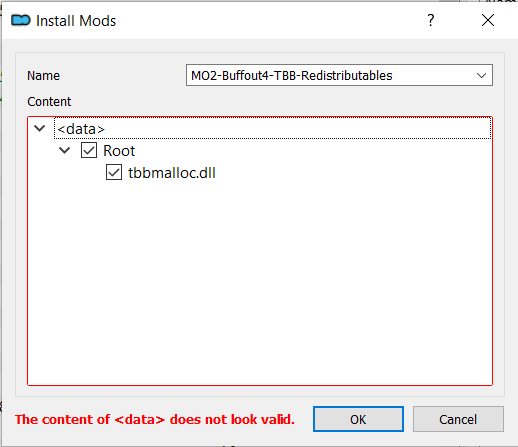 Install Mods
?
Name
MO2-Buffout4-TBB-Redistributables
Content
<data>
Root
tbbmalloc.dll
The content of <data> does not look valid.
OK
Cancel